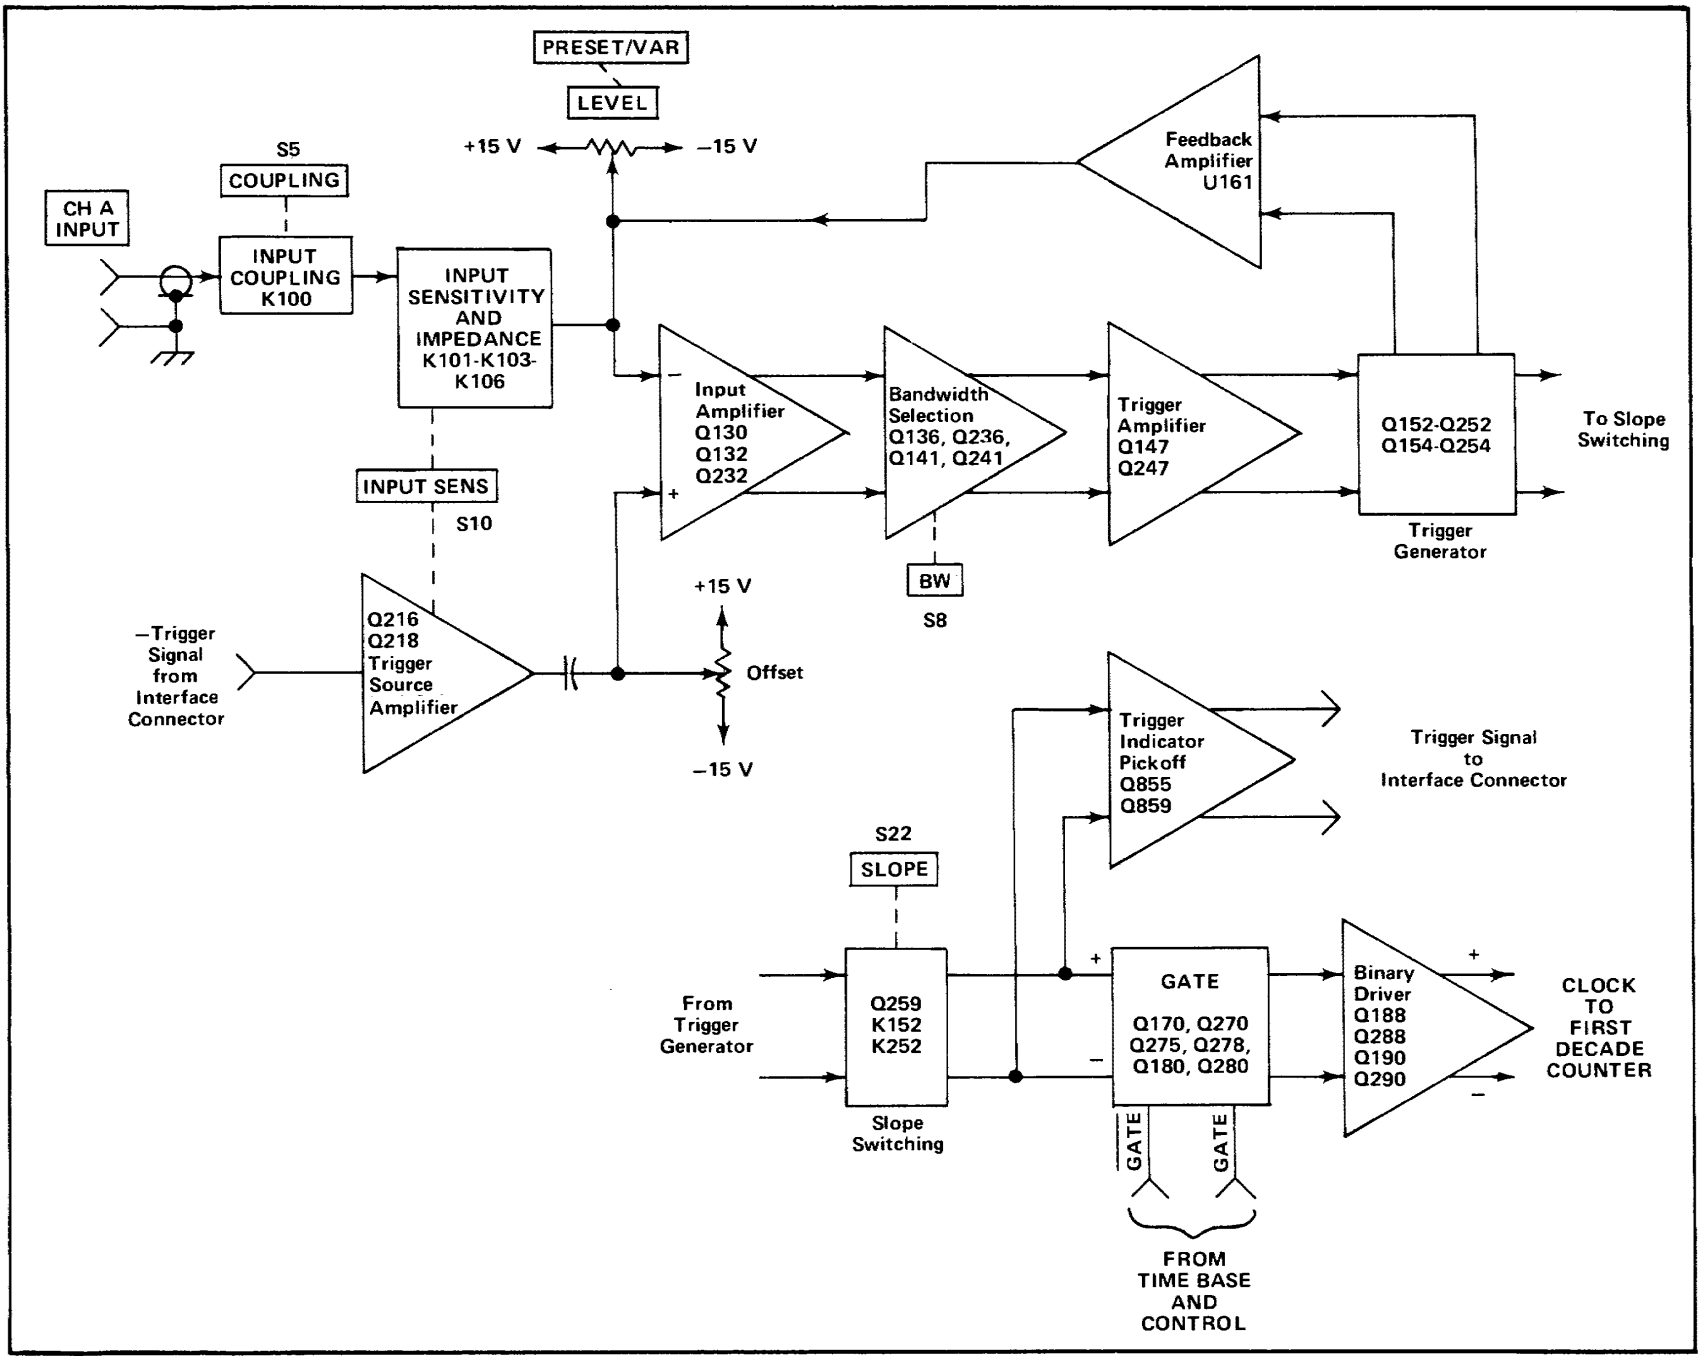 PRESET/VAR
LEVEL
+15 V
−15 V
S5
COUPLING
CH A
INPUT
INPUT
COUPLING
K100
INPUT
SENSITIVITY
AND
IMPEDANCE
K101-K103-
K106
INPUT SENS
S10
Feedback
Amplifier
U161
−
Input
Amplifier
Q130
Q132
Q232
+
Bandwidth
Selection
Q136, Q236,
Q141, Q241
BW
S8
Trigger
Amplifier
Q147
Q247
Q152-Q252
Q154-Q254
Trigger
Generator
To Slope
Switching
−Trigger
Signal
from
Interface
Connector
Q216
Q218
Trigger
Source
Amplifier
+15 V
Offset
−15 V
Trigger
Indicator
Pickoff
Q855
Q859
Trigger Signal
to
Interface Connector
S22
SLOPE
From
Trigger
Generator
Q259
K152
K252
Slope
Switching
+
−
GATE
Q170, Q270
Q275, Q278,
Q180, Q280
GATE
GATE
FROM
TIME BASE
AND
CONTROL
Binary
Driver
Q188
Q288
Q190
Q290
+
−
CLOCK
TO
FIRST
DECADE
COUNTER